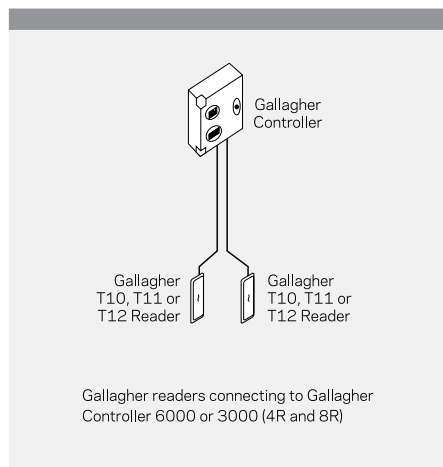 Gallagher
Controller
Gallagher
T10, T11 or
T12 Reader
Gallagher
T10, T11 or
T12 Reader
Gallagher readers connecting to Gallagher
Controller 6000 or 3000 (4R and 8R)